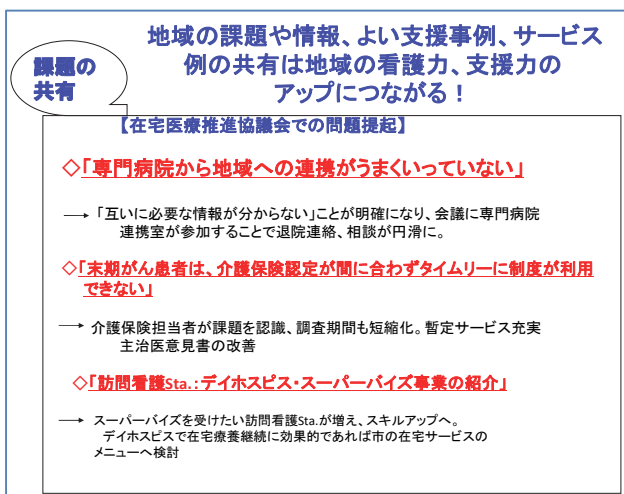 課題の
共有
地域の課題や情報、よい支援事例、サービス
例の共有は地域の看護力、支援力の
アップにつながる！
【在宅医療推進協議会での問題提起】
◇「専門病院から地域への連携がうまくいっていない」
→ 「互いに必要な情報が分からない」ことが明確になり、会議に専門病院
連携室が参加することで退院連絡、相談が円滑に。
◇「末期がん患者は、介護保険認定が間に合わずタイムリーに制度が利用
できない」
→ 介護保険担当者が課題を認識、調査期間も短縮化。暫定サービス充実
主治医意見書の改善
◇「訪問看護Sta.:デイホスピス・スーパーバイズ事業の紹介」
→ スーパーバイズを受けたい訪問看護Sta.が増え、スキルアップへ。
デイホスピスで在宅療養継続に効果的であれば市の在宅サービスの
メニューへ検討